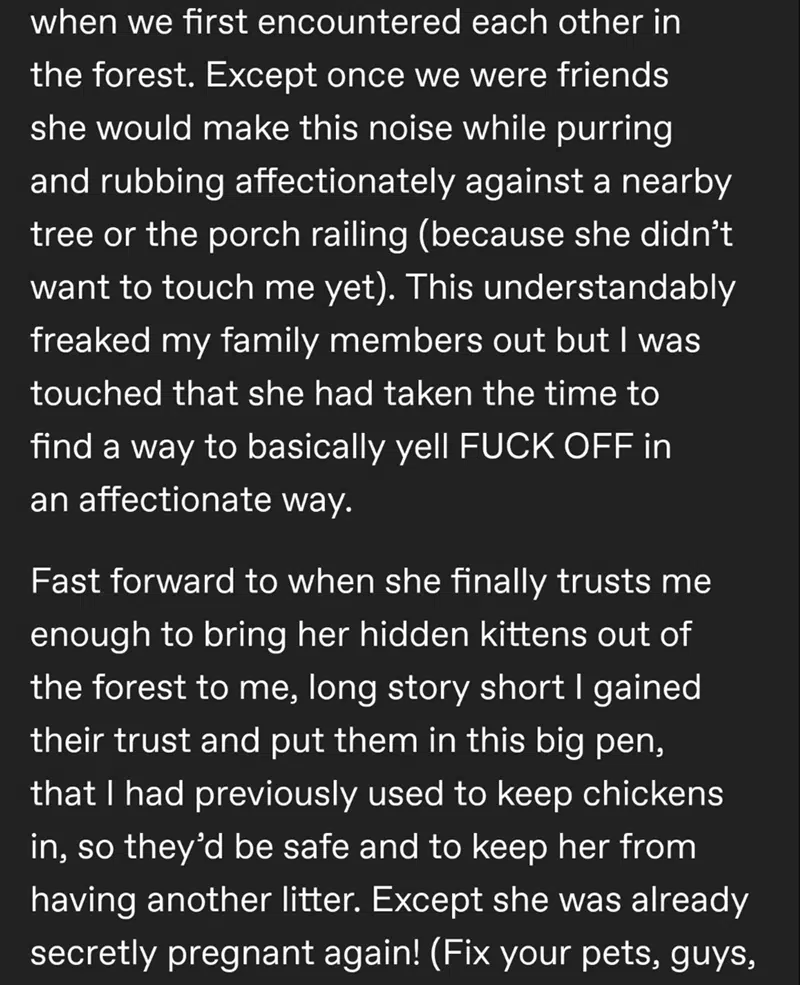 when we first encountered each other in
the forest. Except once we were friends
she would make this noise while purring
and rubbing affectionately against a nearby
tree or the porch railing (because she didn’t
want to touch me yet). This understandably
freaked my family members out but I was
touched that she had taken the time to
find a way to basically yell FUCK OFF in
an affectionate way.
Fast forward to when she finally trusts me
enough to bring her hidden kittens out of
the forest to me, long story short I gained
their trust and put them in this big pen,
that I had previously used to keep chickens
in, so they’d be safe and to keep her from
having another litter. Except she was already
secretly pregnant again! (Fix your pets, guys,